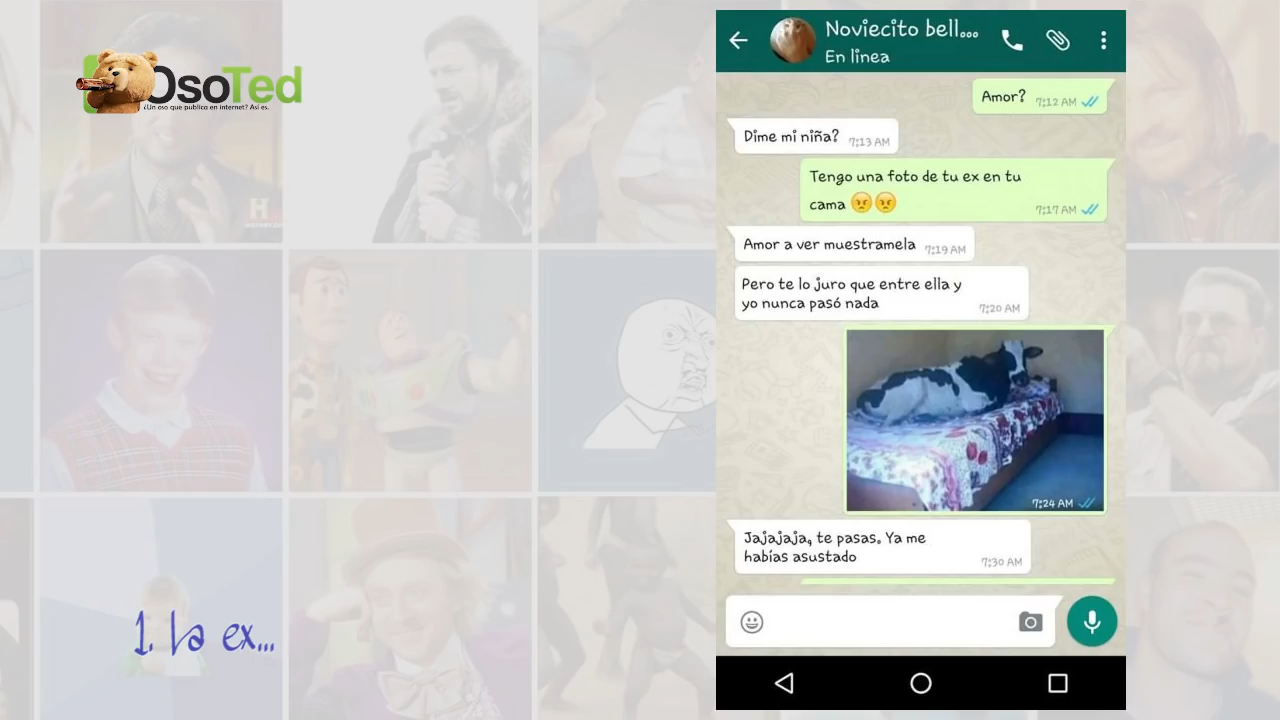 OsoTed
¿Un oso que publica en internet? Así es.
Noviecito bell...
En linea
Amor?
7:12 AM
Dime mi niña?
7:13 AM
Tengo una foto de tu ex en tu
cama 😠😠
7:17 AM
Amor a ver muestramela
7:19 AM
Pero te lo juro que entre ella y
yo nunca pasó nada
7:20 AM
7:24 AM
Jajajaja, te pasas. Ya me
habías asustado
7:30 AM
H
1. la ex...